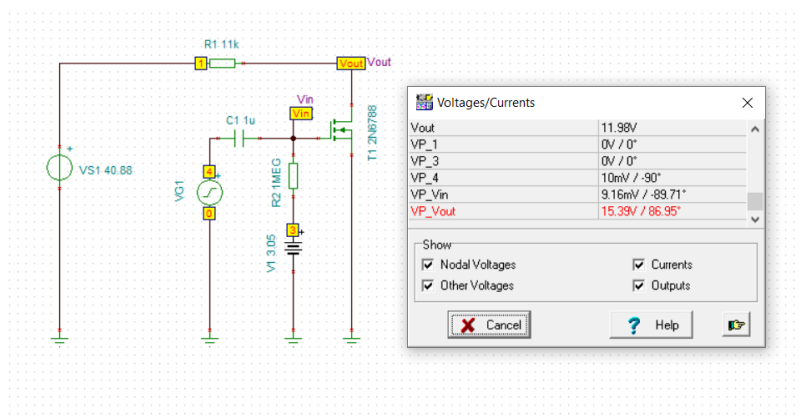 R1 11k
1
Vout Vout
Vin
Vin
C1 1u
T1 2N6788
+
VS1 40.88
4
+
VG1
0
R2 1MEG
3 +
V1 3.05
Voltages/Currents
Vout 11.98V
VP_1 0V / 0°
VP_3 0V / 0°
VP_4 10mV / -90°
VP_Vin 9.16mV / -89.71°
VP_Vout 15.39V / 86.95°
Show
Nodal Voltages Currents
Other Voltages Outputs
Cancel ? Help